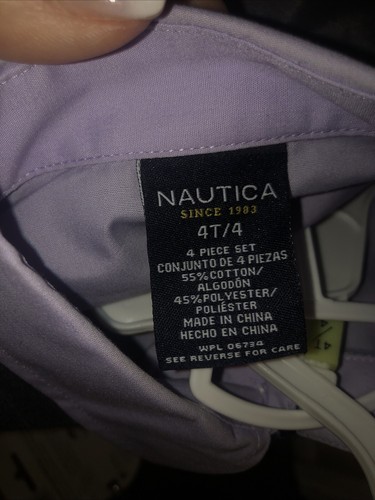 NAUTICA
SINCE 1983
4T/4
4 PIECE SET
CONJUNTO DE 4 PIEZAS
55% COTTON/
ALGODÓN
45% POLYESTER/
POLIÉSTER
MADE IN CHINA
HECHO EN CHINA
WPL 06734
SEE REVERSE FOR CARE